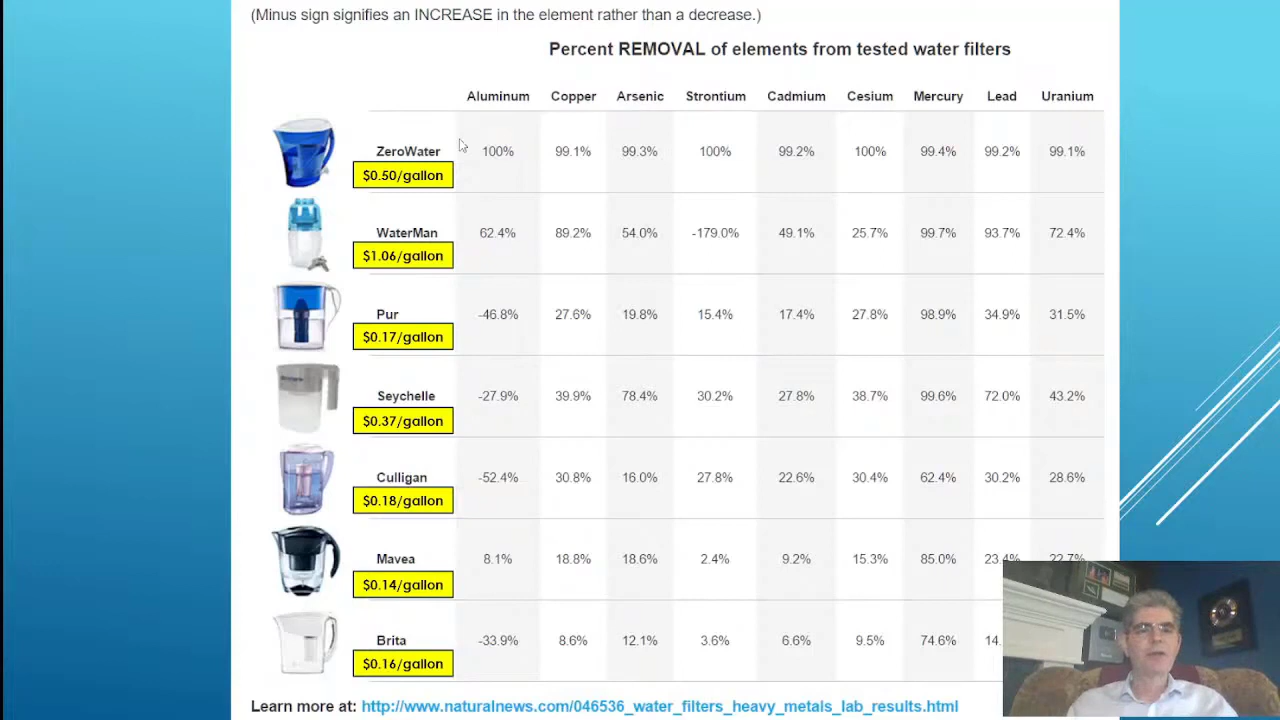 (Minus sign signifies an INCREASE in the element rather than a decrease.)
Percent REMOVAL of elements from tested water filters
Aluminum Copper Arsenic Strontium Cadmium Cesium Mercury Lead Uranium
ZeroWater 100% 99.1% 99.3% 100% 99.2% 100% 99.4% 99.2% 99.1%
$0.50/gallon
WaterMan 62.4% 89.2% 54.0% -179.0% 49.1% 25.7% 99.7% 93.7% 72.4%
$1.06/gallon
Pur -46.8% 27.6% 19.8% 15.4% 17.4% 27.8% 98.9% 34.9% 31.5%
$0.17/gallon
Seychelle -27.9% 39.9% 78.4% 30.2% 27.8% 38.7% 99.6% 72.0% 43.2%
$0.37/gallon
Culligan -52.4% 30.8% 16.0% 27.8% 22.6% 30.4% 62.4% 30.2% 28.6%
$0.18/gallon
Mavea 8.1% 18.8% 18.6% 2.4% 9.2% 15.3% 85.0% 23.4% 22.7%
$0.14/gallon
Brita -33.9% 8.6% 12.1% 3.6% 6.6% 9.5% 74.6% 14.
$0.16/gallon
Learn more at: http://www.naturalnews.com/046536_water_filters_heavy_metals_lab_results.html